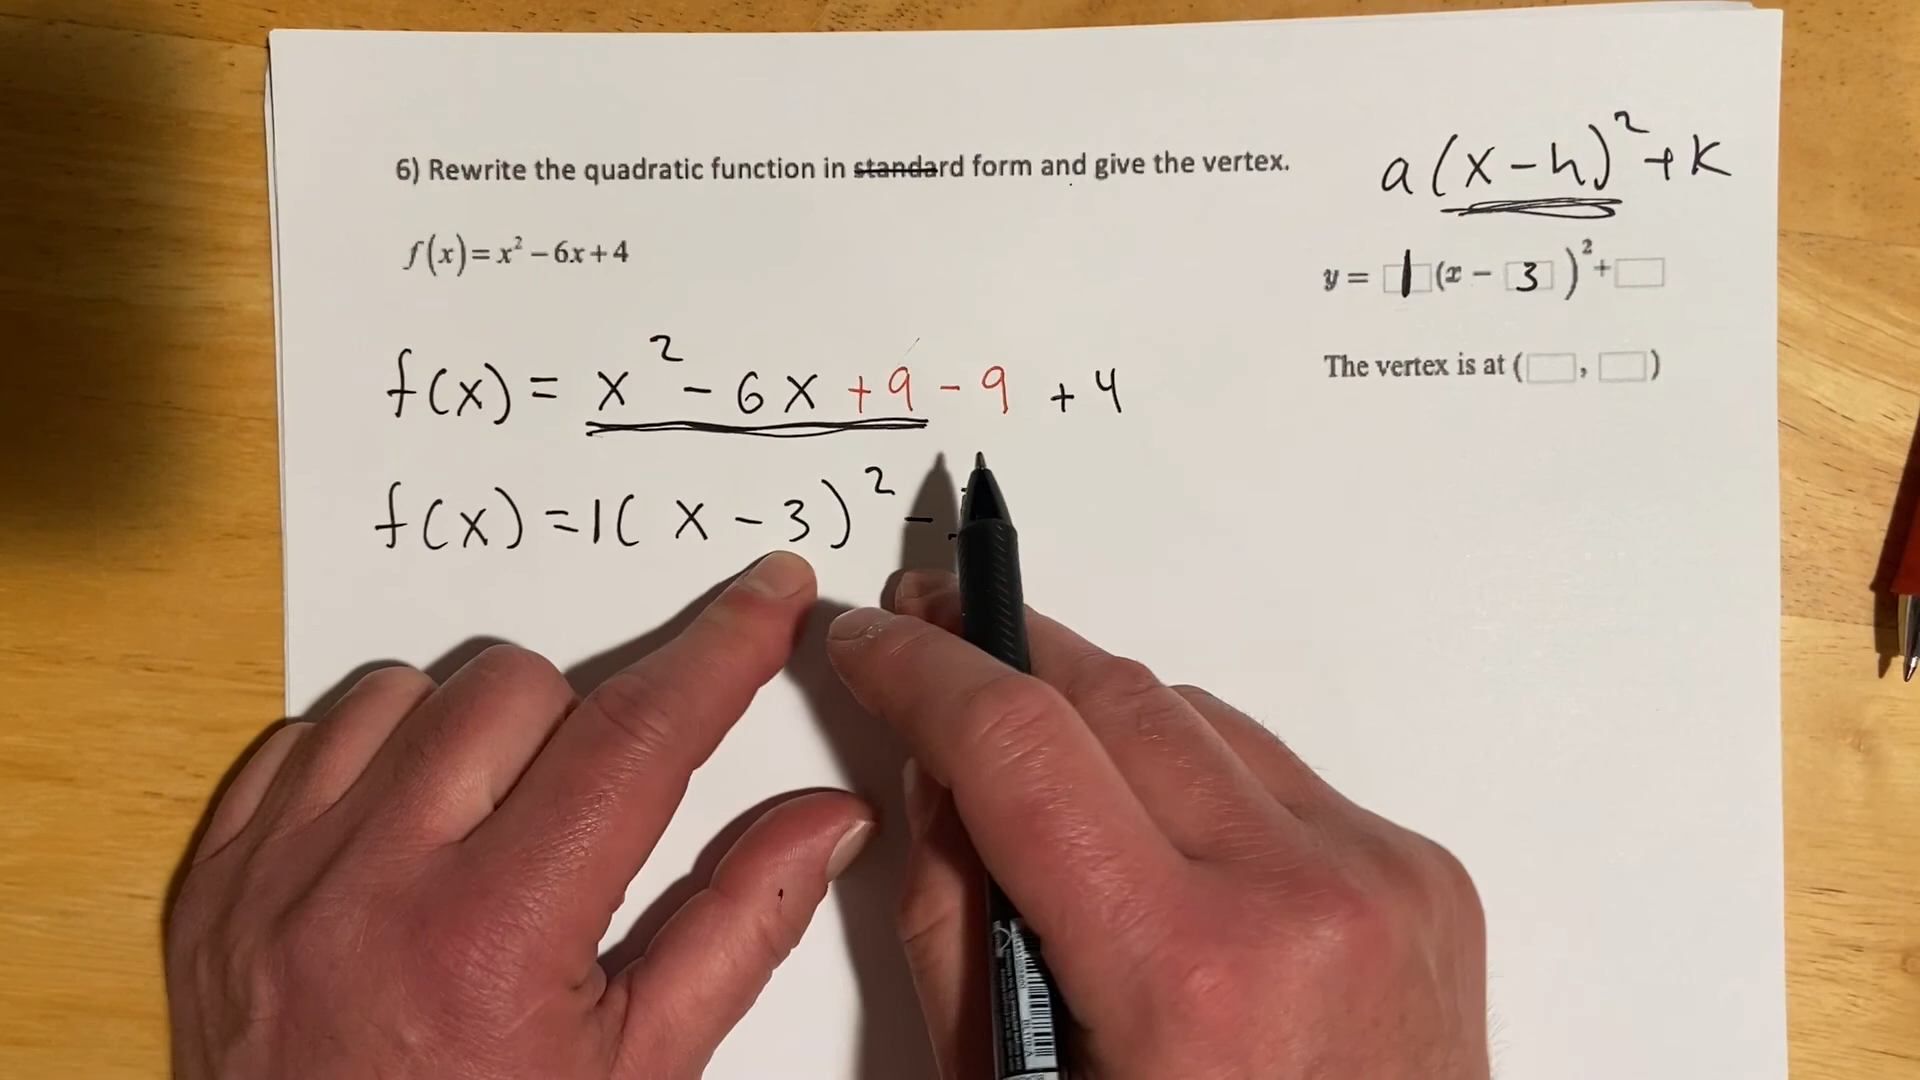 6) Rewrite the quadratic function in standard form and give the vertex.
f(x) = x² – 6x + 4
f(x) = x² - 6x +9 - 9 + 4
f(x) = 1( x - 3)² -
a(x - h)² + k
y = 1 (x – 3 )² +
The vertex is at ( , )